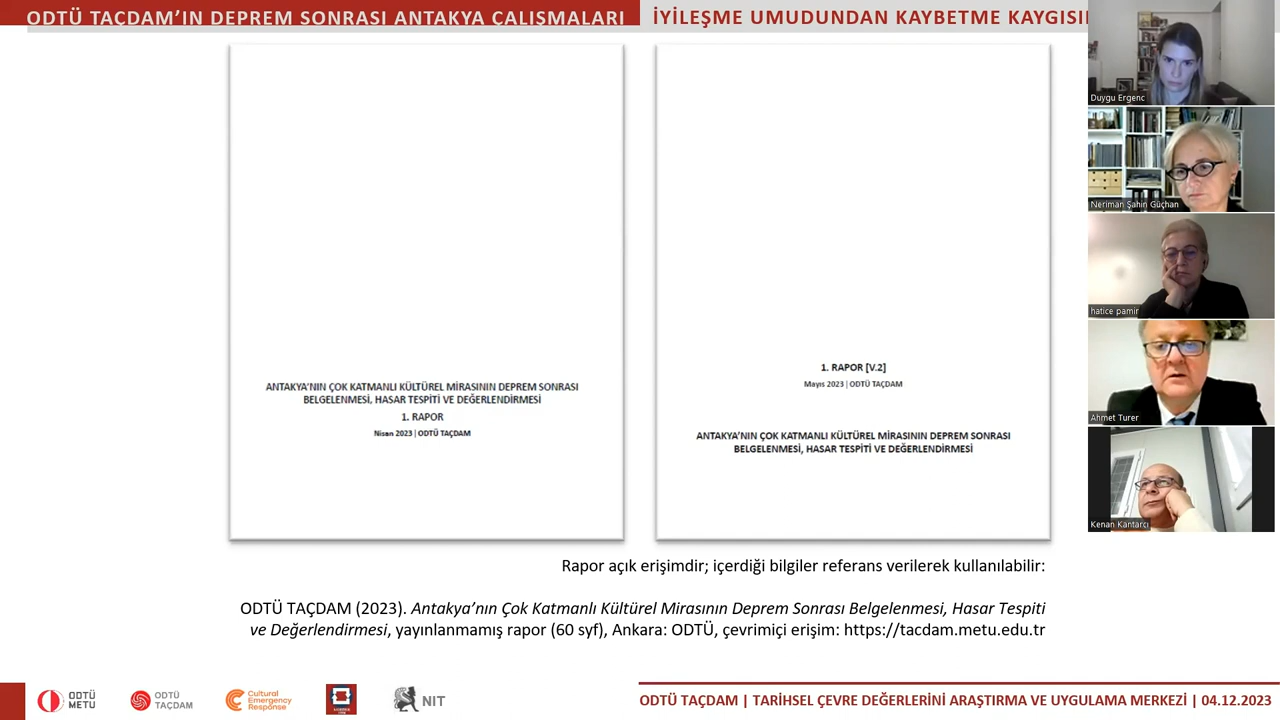 ODTÜ TAÇDAM'IN DEPREM SONRASI ANTAKYA ÇALIŞMALARI
İYİLEŞME UMUDUNDAN KAYBETME
ANTAKYA'NIN ÇOK KATMANLI KÜLTÜREL MİRASININ DEPREM SONRASI
BELGELENMESİ, HASAR TESPİTİ VE DEĞERLENDİRMESİ
1. RAPOR
Nisan 2023 | ODTÜ TAÇDAM
1. RAPOR [V.2]
Mayıs 2023 | ODTÜ TAÇDAM
ANTAKYA'NIN ÇOK KATMANLI KÜLTÜREL MİRASININ DEPREM SONRASI
BELGELENMESİ, HASAR TESPİTİ VE DEĞERLENDİRMESİ
Rapor açık erişimdir; içerdiği bilgiler referans verilerek kullanılabilir:
ODTÜ TAÇDAM (2023). Antakya'nın Çok Katmanlı Kültürel Mirasının Deprem Sonrası Belgelenmesi, Hasar Tespiti
ve Değerlendirmesi, yayınlanmamış rapor (60 syf), Ankara: ODTÜ, çevrimiçi erişim: https://tacdam.metu.edu.tr
Duygu Ergenc
Neriman Şahin Güçhan
hatice pamir
Ahmet Turer
Kenan Kantarcı
ODTÜ
METU
ODTÜ
TAÇDAM
Cultural
Emergency
Response
NIT
ODTÜ TAÇDAM | TARİHSEL ÇEVRE DEĞERLERİNİ ARAŞTIRMA VE UYGULAMA MERKEZİ | 04.12.2023